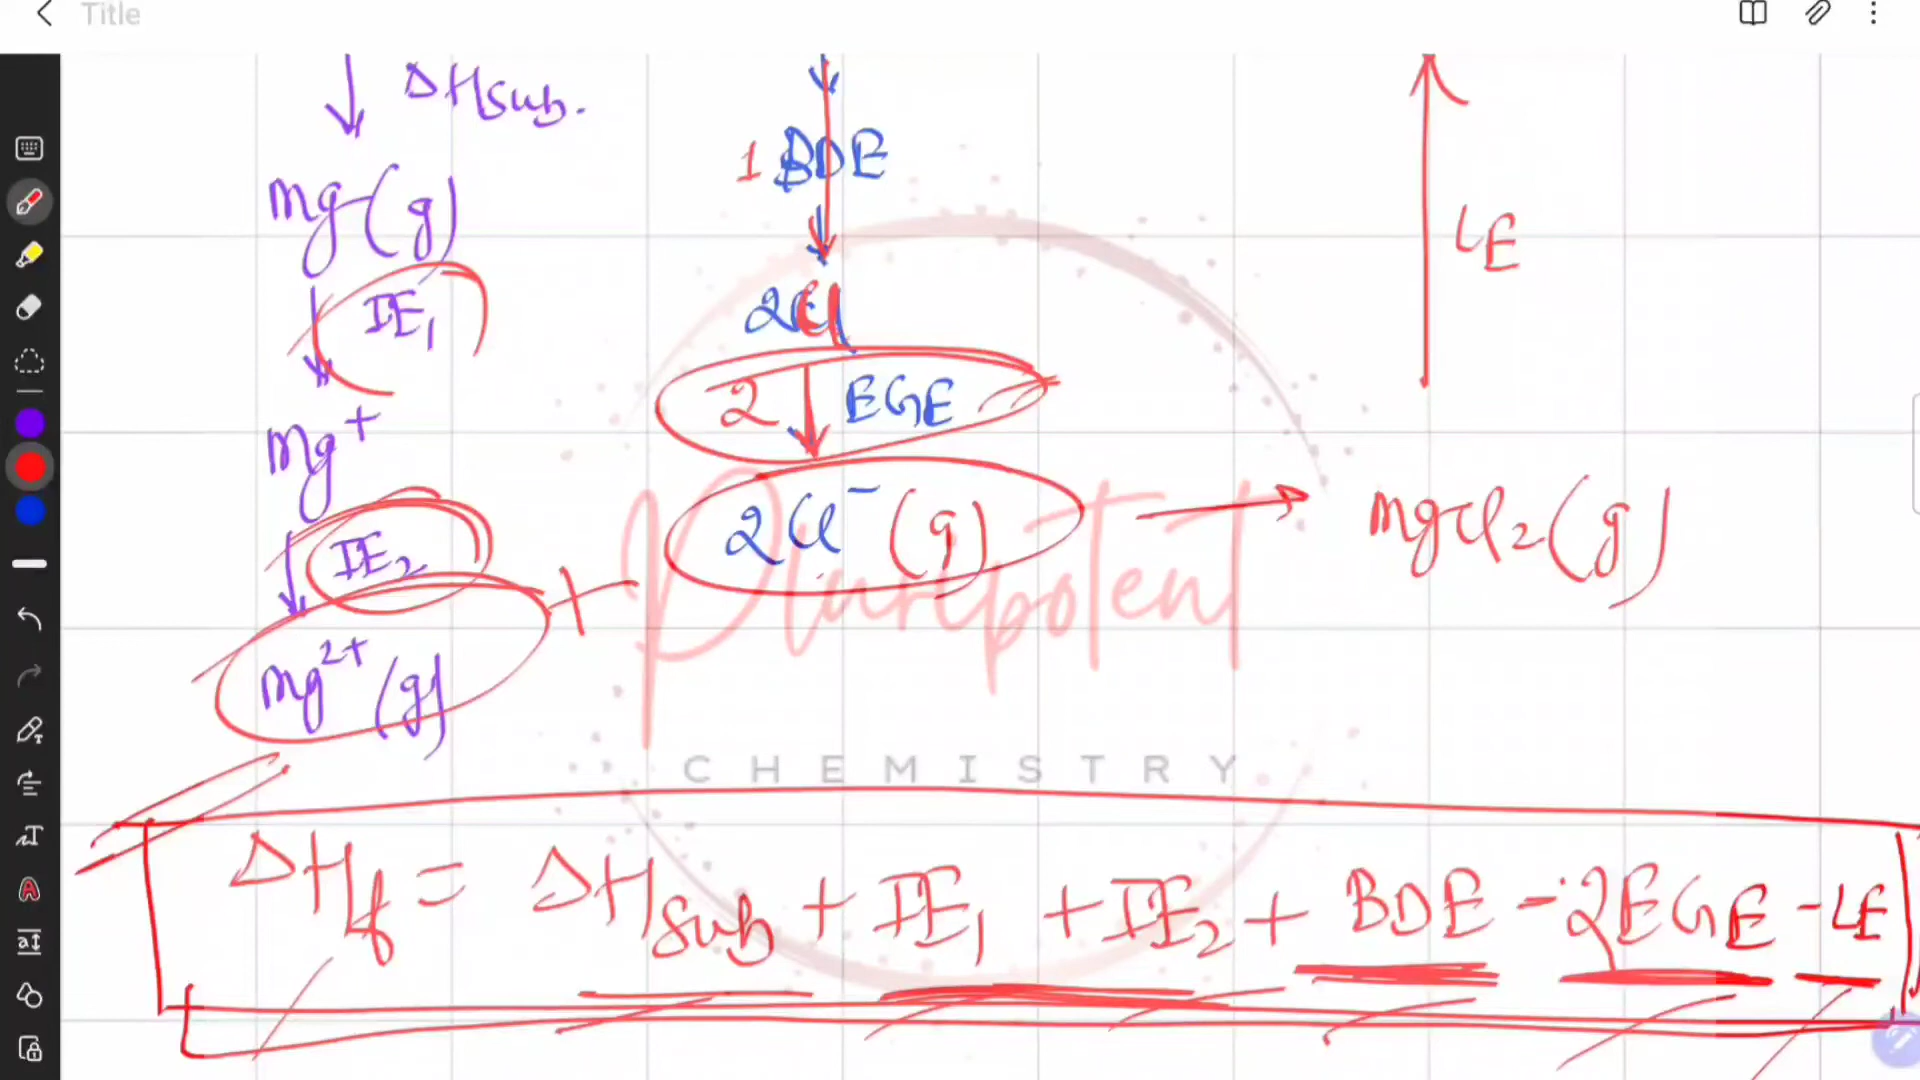 Title
ΔHsub.
1 BDE
Mg(g)
LE
IE₁
2Cl
2 EGE
Mg⁺
2Cl⁻(g)
MgCl₂(g)
IE₂
+
Pluripotent
Mg²⁺(g)
CHEMISTRY
ΔHf = ΔHsub + IE₁ + IE₂ + BDE - 2EGE - LE